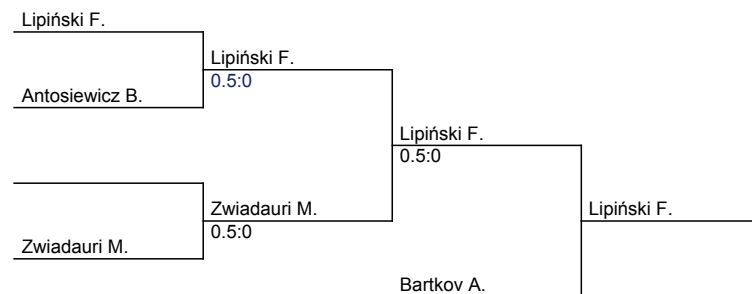 Lipiński F.
Lipiński F.
0.5:0
Antosiewicz B.
Lipiński F.
0.5:0
Zwiadauri M.
0.5:0
Lipiński F.
Zwiadauri M.
Bartkov A.